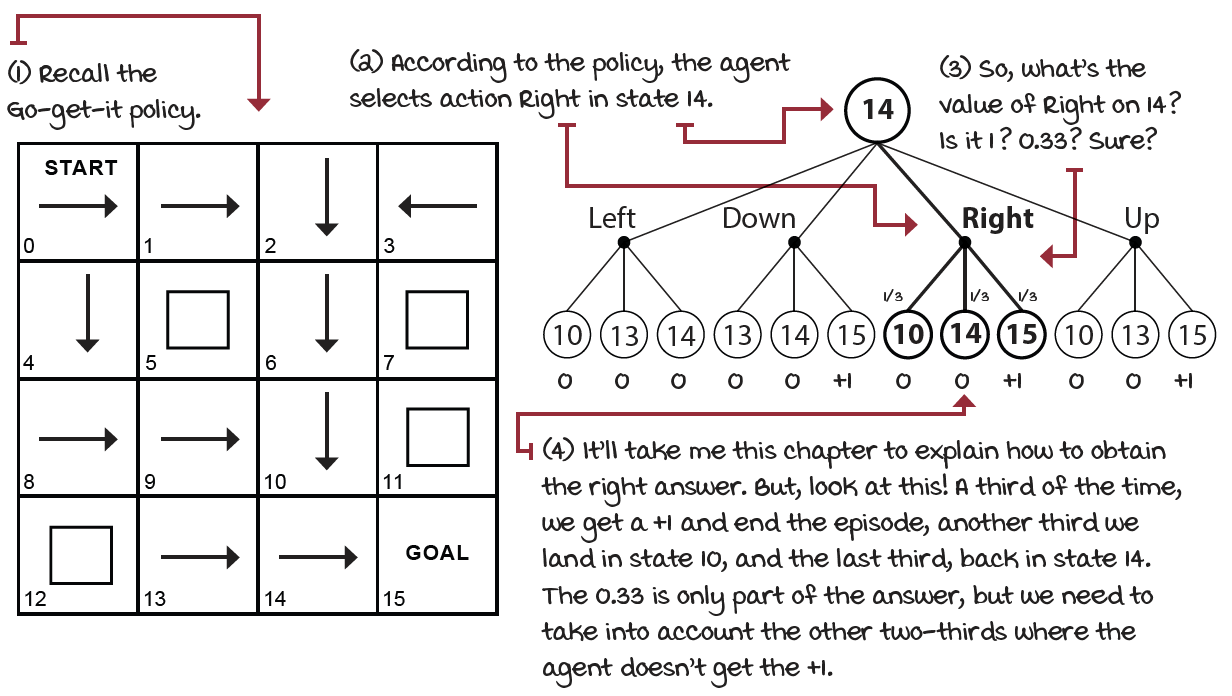 (1) Recall the
Go-get-it policy.
(2) According to the policy, the agent
selects action Right in state 14.
(3) So, what's the
value of Right on 14?
Is it 1? 0.33? Sure?
START
0
1
2
3
4
5
6
7
8
9
10
11
12
13
14
GOAL
15
14
Left
Down
Right
Up
1/3
1/3
1/3
10 13 14 13 14 15 10 14 15 10 13 15
0 0 0 0 0 +1 0 0 +1 0 0 +1
(4) It'll take me this chapter to explain how to obtain
the right answer. But, look at this! A third of the time,
we get a +1 and end the episode, another third we
land in state 10, and the last third, back in state 14.
The 0.33 is only part of the answer, but we need to
take into account the other two-thirds where the
agent doesn't get the +1.